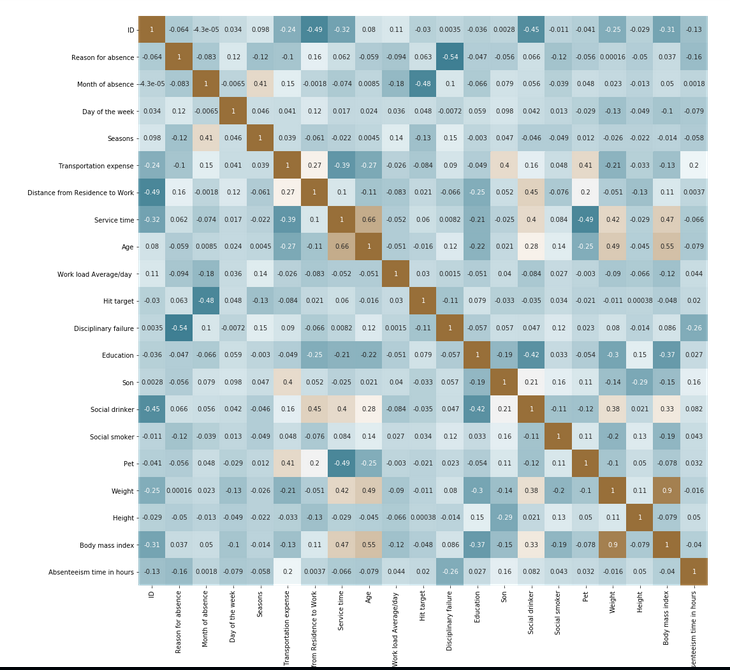 ID 1 -0.064 -4.3e-05 0.034 0.098 -0.24 -0.49 -0.32 0.08 0.11 -0.03 0.0035 -0.036 0.0028 -0.45 -0.011 -0.041 -0.25 -0.029 -0.31 -0.13
Reason for absence -0.064 1 -0.083 0.12 -0.12 -0.1 0.16 0.062 -0.059 -0.094 0.063 -0.54 -0.047 -0.056 0.066 -0.12 -0.056 0.00016 -0.05 0.037 -0.16
Month of absence -4.3e-05 -0.083 1 -0.0065 0.41 0.15 -0.0018 -0.074 0.0085 -0.18 -0.48 0.1 -0.066 0.079 0.056 -0.039 0.048 0.023 -0.013 0.05 0.0018
Day of the week 0.034 0.12 -0.0065 1 0.046 0.041 0.12 0.017 0.024 0.036 0.048 -0.0072 0.059 0.098 0.042 0.013 -0.029 -0.13 -0.049 -0.1 -0.079
Seasons 0.098 -0.12 0.41 0.046 1 0.039 -0.061 -0.022 0.0045 0.14 -0.13 0.15 -0.003 0.047 -0.046 -0.049 0.012 -0.026 -0.022 -0.014 -0.058
Transportation expense -0.24 -0.1 0.15 0.041 0.039 1 0.27 -0.39 -0.27 -0.026 -0.084 0.09 -0.049 0.4 0.16 0.048 0.41 -0.21 -0.033 -0.13 0.2
Distance from Residence to Work -0.49 0.16 -0.0018 0.12 -0.061 0.27 1 0.1 -0.11 -0.083 0.021 -0.066 -0.25 0.052 0.45 -0.076 0.2 -0.051 -0.13 0.11 0.0037
Service time -0.32 0.062 -0.074 0.017 -0.022 -0.39 0.1 1 0.66 -0.052 0.06 0.0082 -0.21 -0.025 0.4 0.084 -0.49 0.42 -0.029 0.47 -0.066
Age 0.08 -0.059 0.0085 0.024 0.0045 -0.27 -0.11 0.66 1 -0.051 -0.016 0.12 -0.22 0.021 0.28 0.14 -0.25 0.49 -0.045 0.55 -0.079
Work load Average/day 0.11 -0.094 -0.18 0.036 0.14 -0.026 -0.083 -0.052 -0.051 1 0.03 0.0015 -0.051 0.04 -0.084 0.027 -0.003 -0.09 -0.066 -0.12 0.044
Hit target -0.03 0.063 -0.48 0.048 -0.13 -0.084 0.021 0.06 -0.016 0.03 1 -0.11 0.079 -0.033 -0.035 0.034 -0.021 -0.011 0.00038 -0.048 0.02
Disciplinary failure 0.0035 -0.54 0.1 -0.0072 0.15 0.09 -0.066 0.0082 0.12 0.0015 -0.11 1 -0.057 0.057 0.047 0.12 0.023 0.08 -0.014 0.086 -0.26
Education -0.036 -0.047 -0.066 0.059 -0.003 -0.049 -0.25 -0.21 -0.22 -0.051 0.079 -0.057 1 -0.19 -0.42 0.033 -0.054 -0.3 0.15 -0.37 0.027
Son 0.0028 -0.056 0.079 0.098 0.047 0.4 0.052 -0.025 0.021 0.04 -0.033 0.057 -0.19 1 0.21 0.16 0.11 -0.14 -0.29 -0.15 0.16
Social drinker -0.45 0.066 0.056 0.042 -0.046 0.16 0.45 0.4 0.28 -0.084 -0.035 0.047 -0.42 0.21 1 -0.11 -0.12 0.38 0.021 0.33 0.082
Social smoker -0.011 -0.12 -0.039 0.013 -0.049 0.048 -0.076 0.084 0.14 0.027 0.034 0.12 0.033 0.16 -0.11 1 0.11 -0.2 0.13 -0.19 0.043
Pet -0.041 -0.056 0.048 -0.029 0.012 0.41 0.2 -0.49 -0.25 -0.003 -0.021 0.023 -0.054 0.11 -0.12 0.11 1 -0.1 0.05 -0.078 0.032
Weight -0.25 0.00016 0.023 -0.13 -0.026 -0.21 -0.051 0.42 0.49 -0.09 -0.011 0.08 -0.3 -0.14 0.38 -0.2 -0.1 1 0.11 0.9 -0.016
Height -0.029 -0.05 -0.013 -0.049 -0.022 -0.033 -0.13 -0.029 -0.045 -0.066 0.00038 -0.014 0.15 -0.29 0.021 0.13 0.05 0.11 1 -0.079 0.05
Body mass index -0.31 0.037 0.05 -0.1 -0.014 -0.13 0.11 0.47 0.55 -0.12 -0.048 0.086 -0.37 -0.15 0.33 -0.19 -0.078 0.9 -0.079 1 -0.04
Absenteeism time in hours -0.13 -0.16 0.0018 -0.079 -0.058 0.2 0.0037 -0.066 -0.079 0.044 0.02 -0.26 0.027 0.16 0.082 0.043 0.032 -0.016 0.05 -0.04 1
ID
Reason for absence
Month of absence
Day of the week
Seasons
Transportation expense
from Residence to Work
Service time
Age
Work load Average/day
Hit target
Disciplinary failure
Education
Son
Social drinker
Social smoker
Pet
Weight
Height
Body mass index
senteeism time in hours